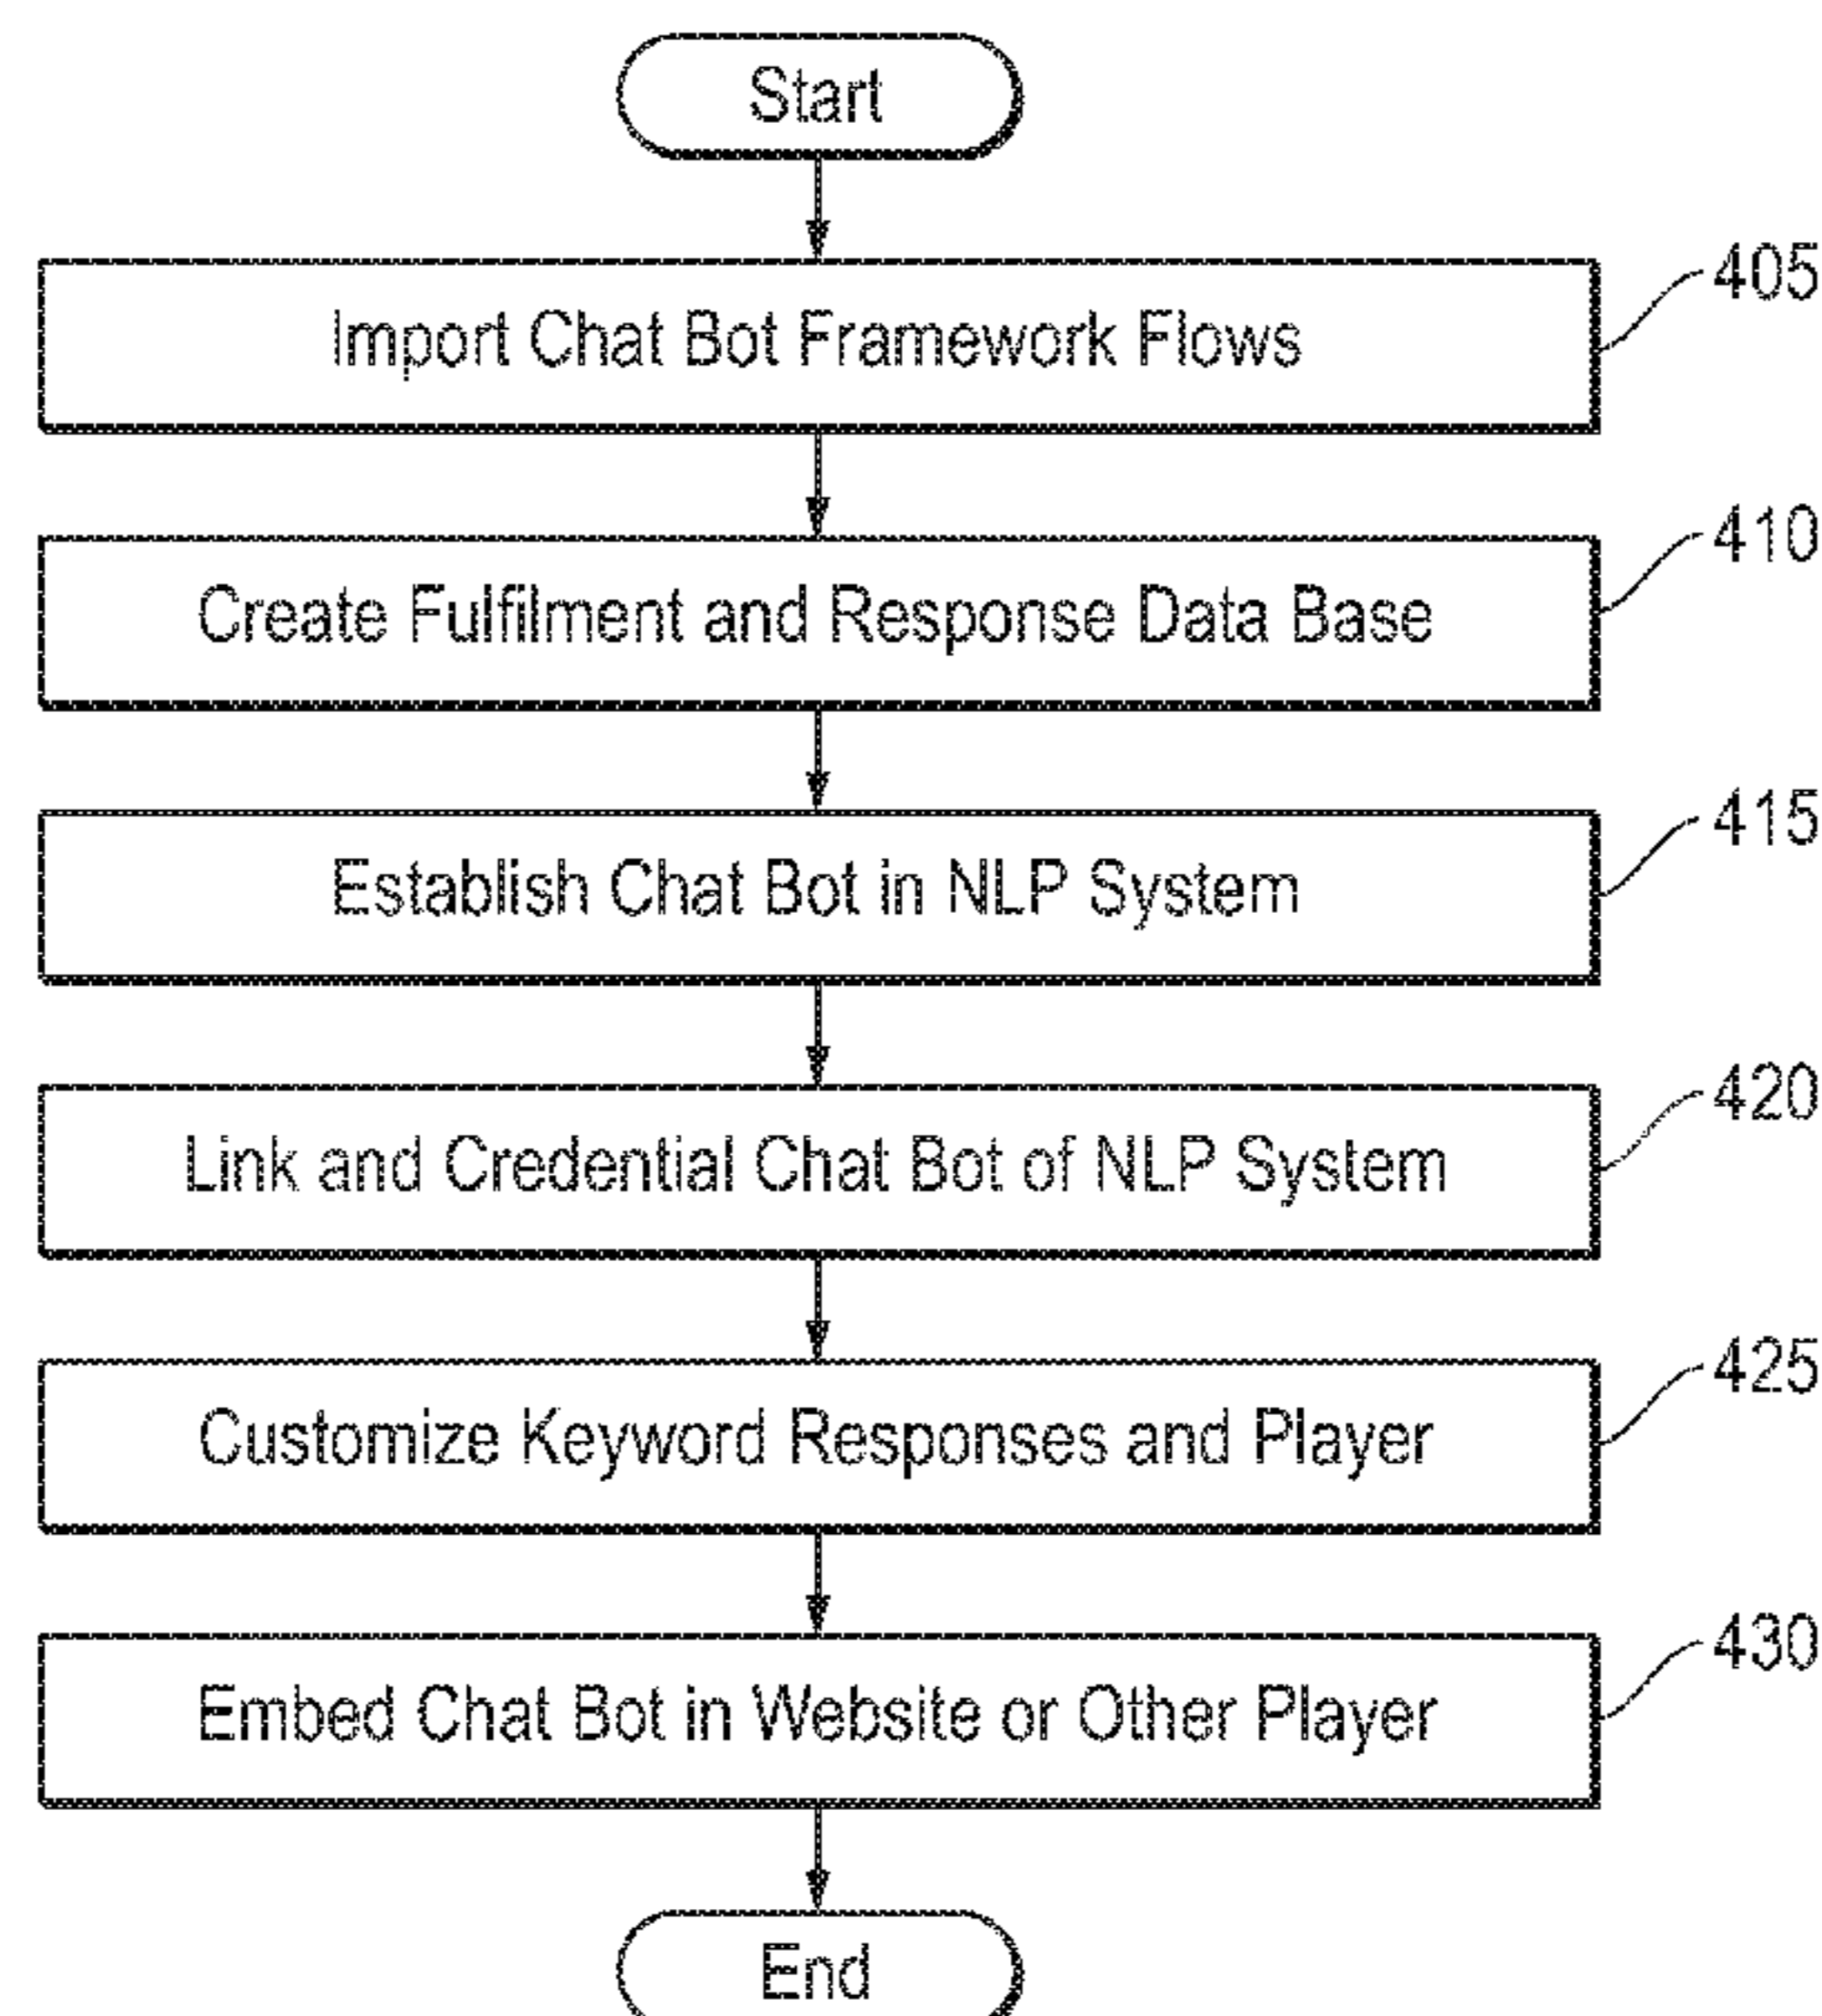 Start
Import Chat Bot Framework Flows
405
Create Fulfilment and Response Data Base
410
Establish Chat Bot in NLP System
415
Link and Credential Chat Bot of NLP System
420
Customize Keyword Responses and Player
425
Embed Chat Bot in Website or Other Player
430
End